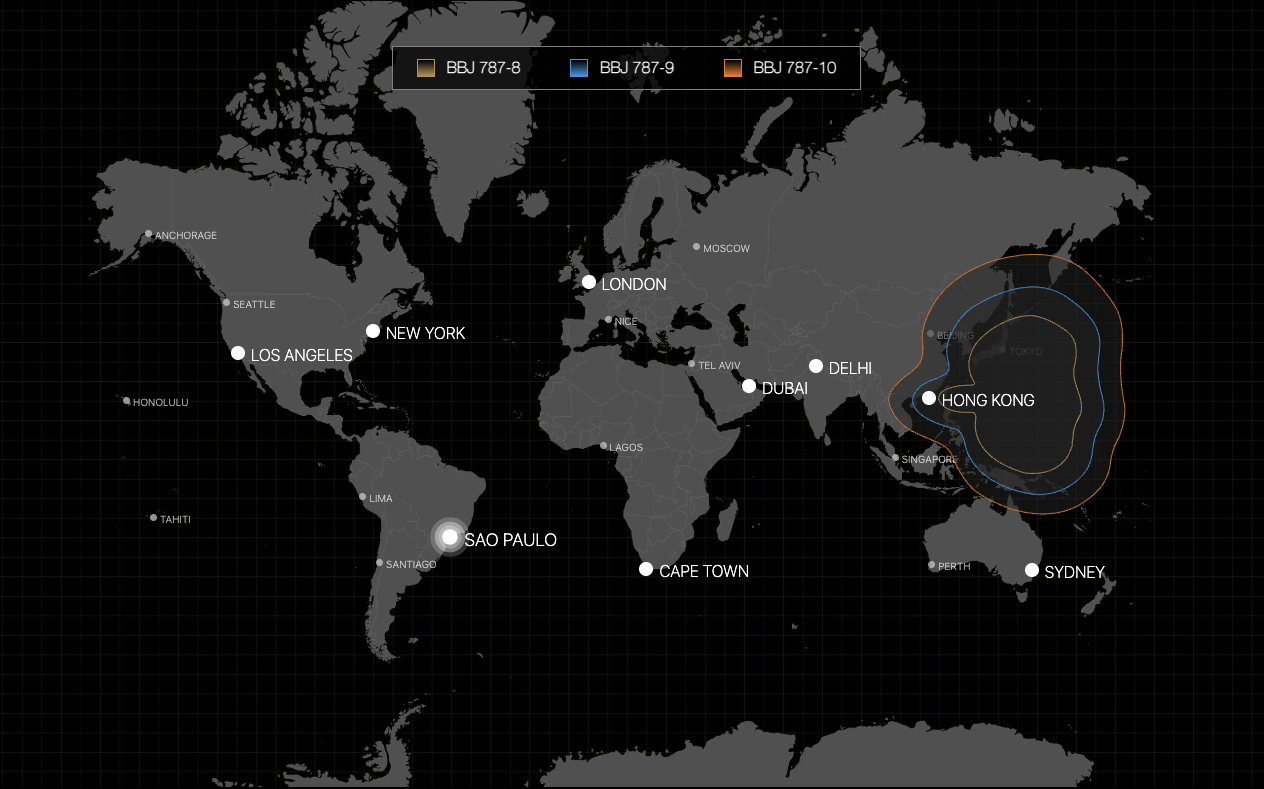 BBJ 787-8
BBJ 787-9
BBJ 787-10
ANCHORAGE
MOSCOW
LONDON
SEATTLE
NICE
NEW YORK
BEIJING
LOS ANGELES
TOKYO
TEL AVIV
DELHI
DUBAI
HONOLULU
HONG KONG
LAGOS
SINGAPORE
LIMA
TAHITI
SAO PAULO
SANTIAGO
PERTH
CAPE TOWN
SYDNEY